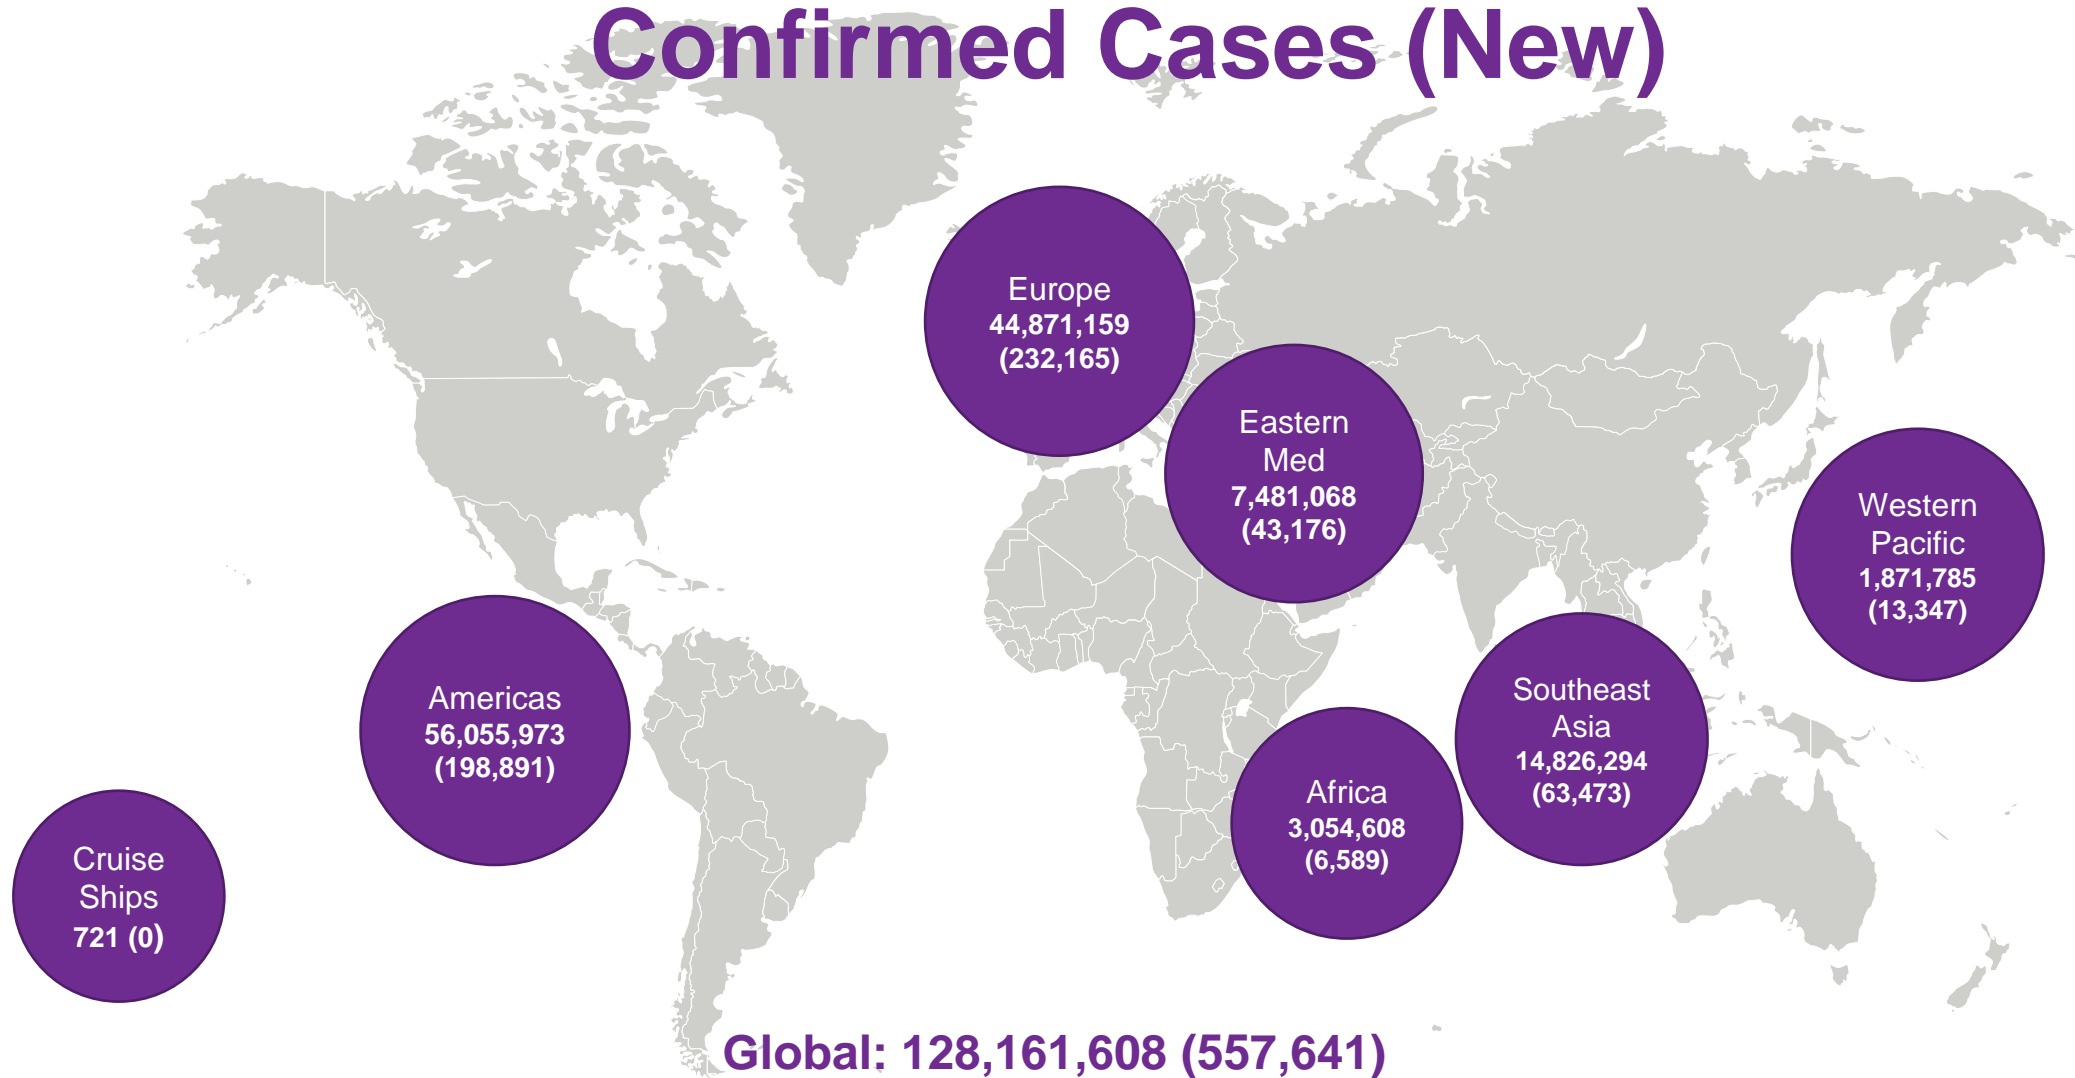 Confirmed Cases (New)
Europe
44,871,159
(232,165)
Eastern
Med
7,481,068
(43,176)
Western
Pacific
1,871,785
(13,347)
Americas
56,055,973
(198,891)
Southeast
Asia
14,826,294
(63,473)
Africa
3,054,608
(6,589)
Cruise
Ships
721 (0)
Global: 128,161,608 (557,641)